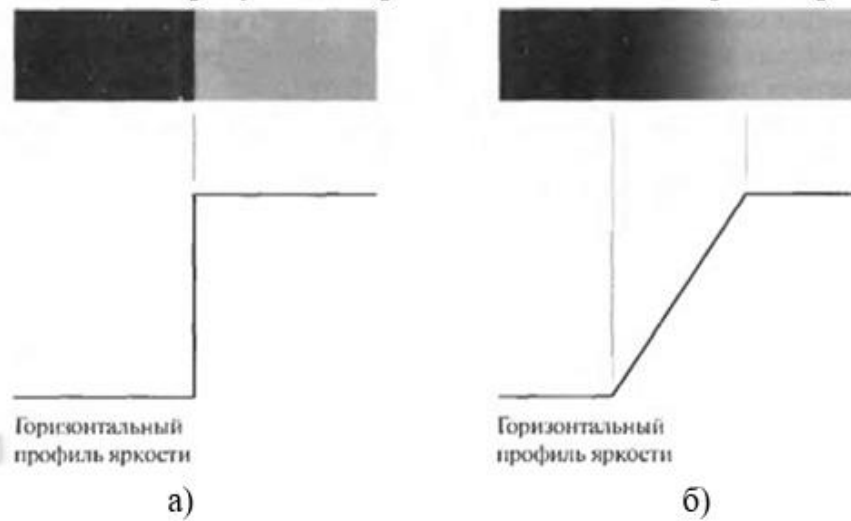 Горизонтальный
профиль яркости
Горизонтальный
профиль яркости
а)
б)